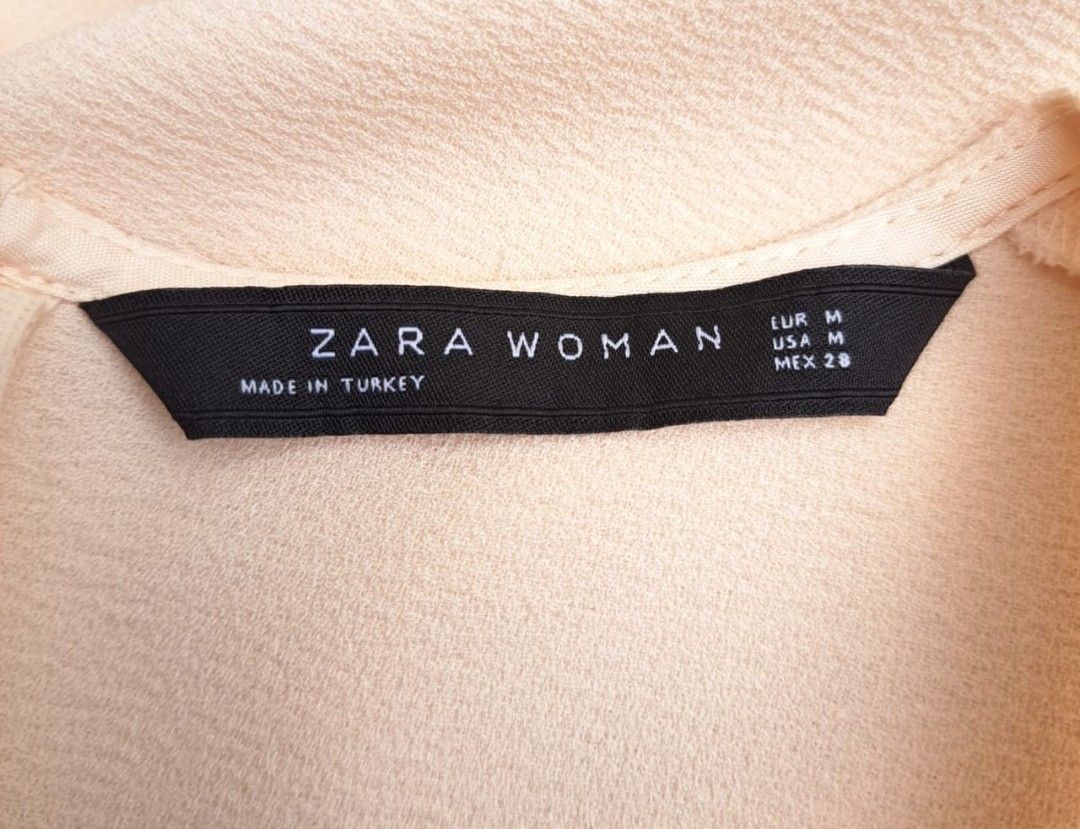 ZARA WOMAN
MADE IN TURKEY
EUR M
USA M
MEX 28